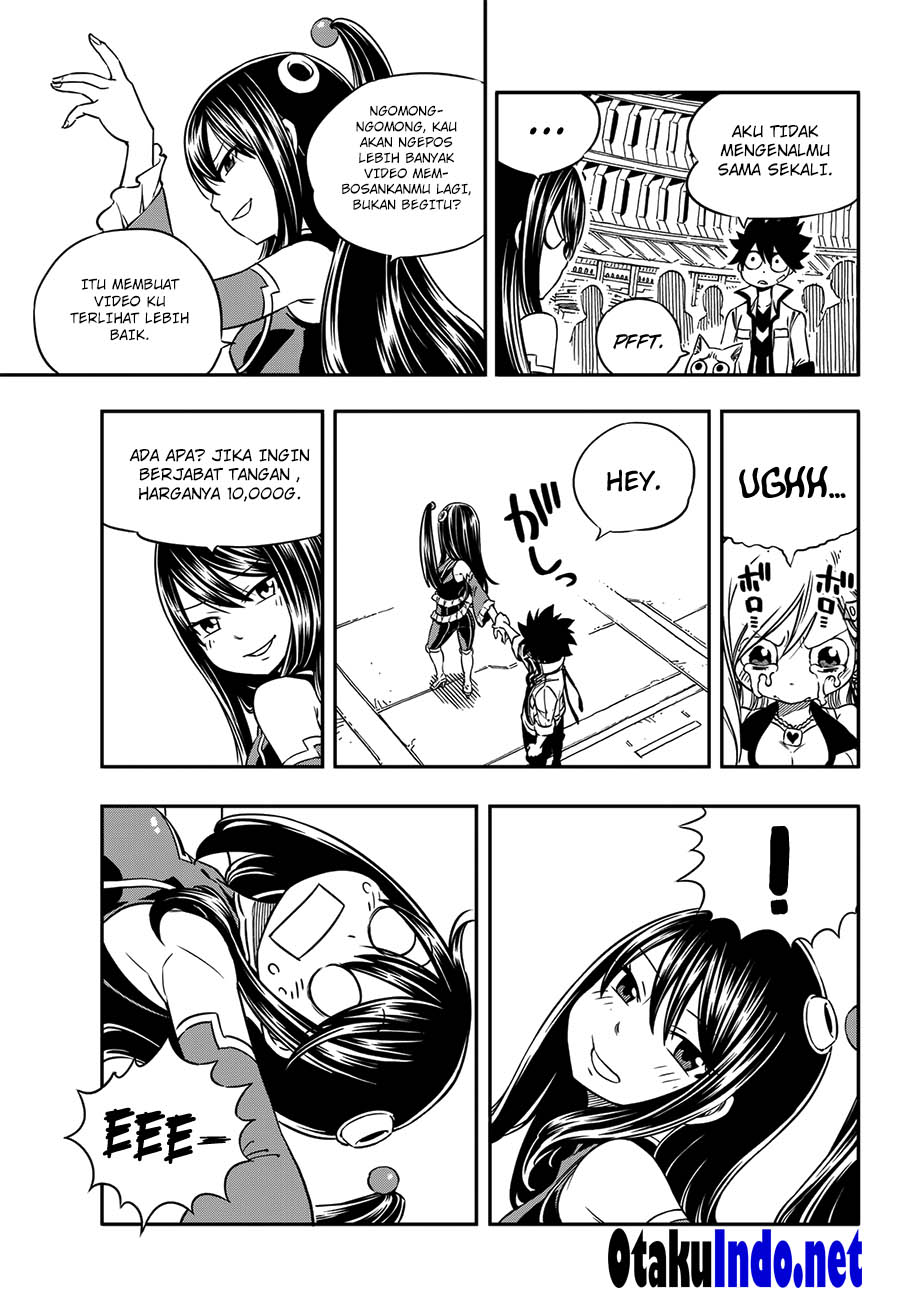 AKU TIDAK
MENGENALMU
SAMA SEKALI.
...
PFFT.
NGOMONG-
NGOMONG, KAU
AKAN NGEPOS
LEBIH BANYAK
VIDEO MEM-
BOSANKANMU LAGI,
BUKAN BEGITU?
ITU MEMBUAT
VIDEO KU
TERLIHAT LEBIH
BAIK.
UGHH...
ボロ
ボロ
HEY.
がしっ
ADA APA? JIKA INGIN
BERJABAT TANGAN ,
HARGANYA 10,000G.
!
EEE-
OtakuIndo.net